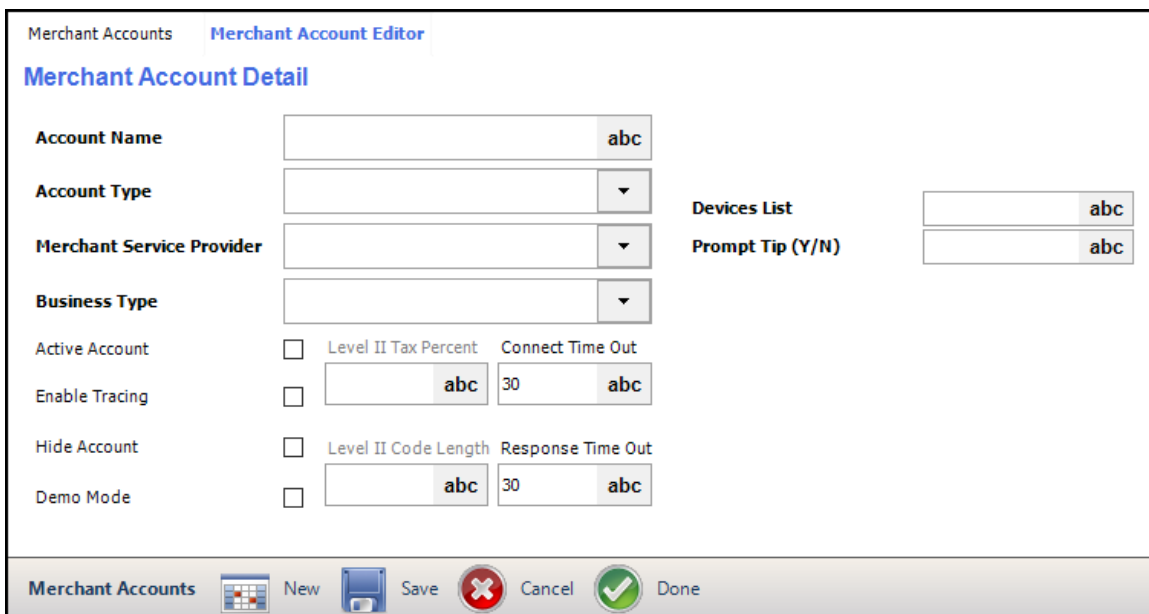 Merchant Accounts Merchant Account Editor
Merchant Account Detail
Account Name abc
Account Type
Devices List abc
Merchant Service Provider
Prompt Tip (Y/N) abc
Business Type
Active Account Level II Tax Percent Connect Time Out
abc 30 abc
Enable Tracing
Hide Account Level II Code Length Response Time Out
abc 30 abc
Demo Mode
Merchant Accounts New Save Cancel Done